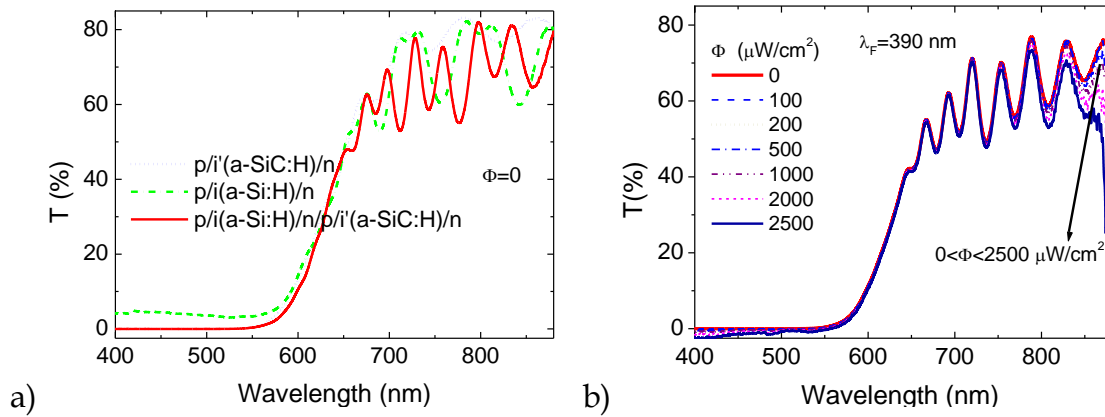 80
60
40
20
0
T (%)
p/i'(a-SiC:H)/n
p/i(a-Si:H)/n
p/i(a-Si:H)/n/p/i'(a-SiC:H)/n
Φ=0
400 500 600 700 800
Wavelength (nm)
a)
80
60
40
20
0
T(%)
Φ (μW/cm²)
0
100
200
500
1000
2000
2500
λF=390 nm
0<Φ<2500 μW/cm²
400 500 600 700 800
Wavelength (nm)
b)